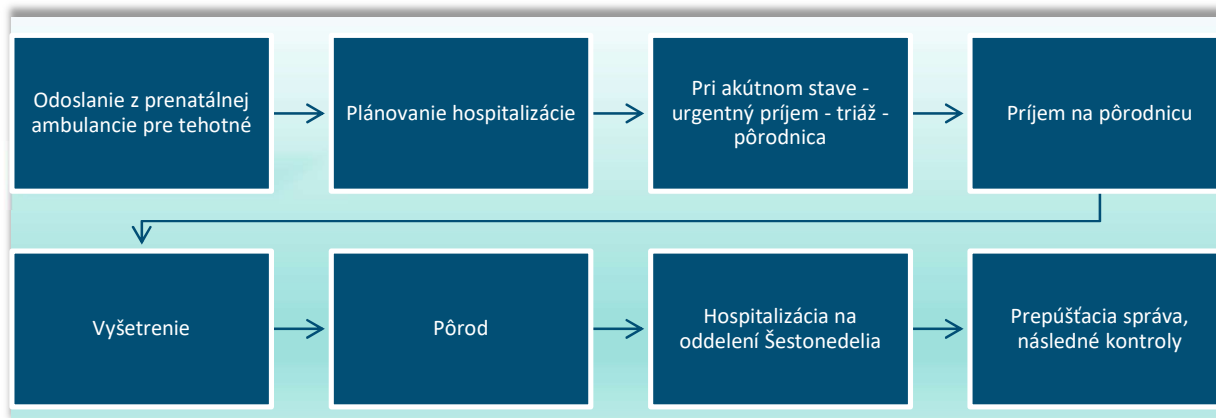 Odoslanie z prenatálnej
ambulancie pre tehotné
Plánovanie hospitalizácie
Pri akútnom stave -
urgentný príjem - triáž -
pôrodnica
Príjem na pôrodnicu
Vyšetrenie
Pôrod
Hospitalizácia na
oddelení Šestonedelia
Prepúšťacia správa,
následné kontroly